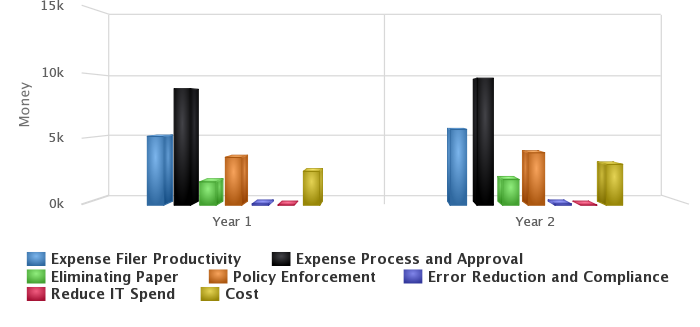 15k
10k
5k
0k
Money
Year 1 Year 2
Expense Filer Productivity Expense Process and Approval
Eliminating Paper Policy Enforcement Error Reduction and Compliance
Reduce IT Spend Cost